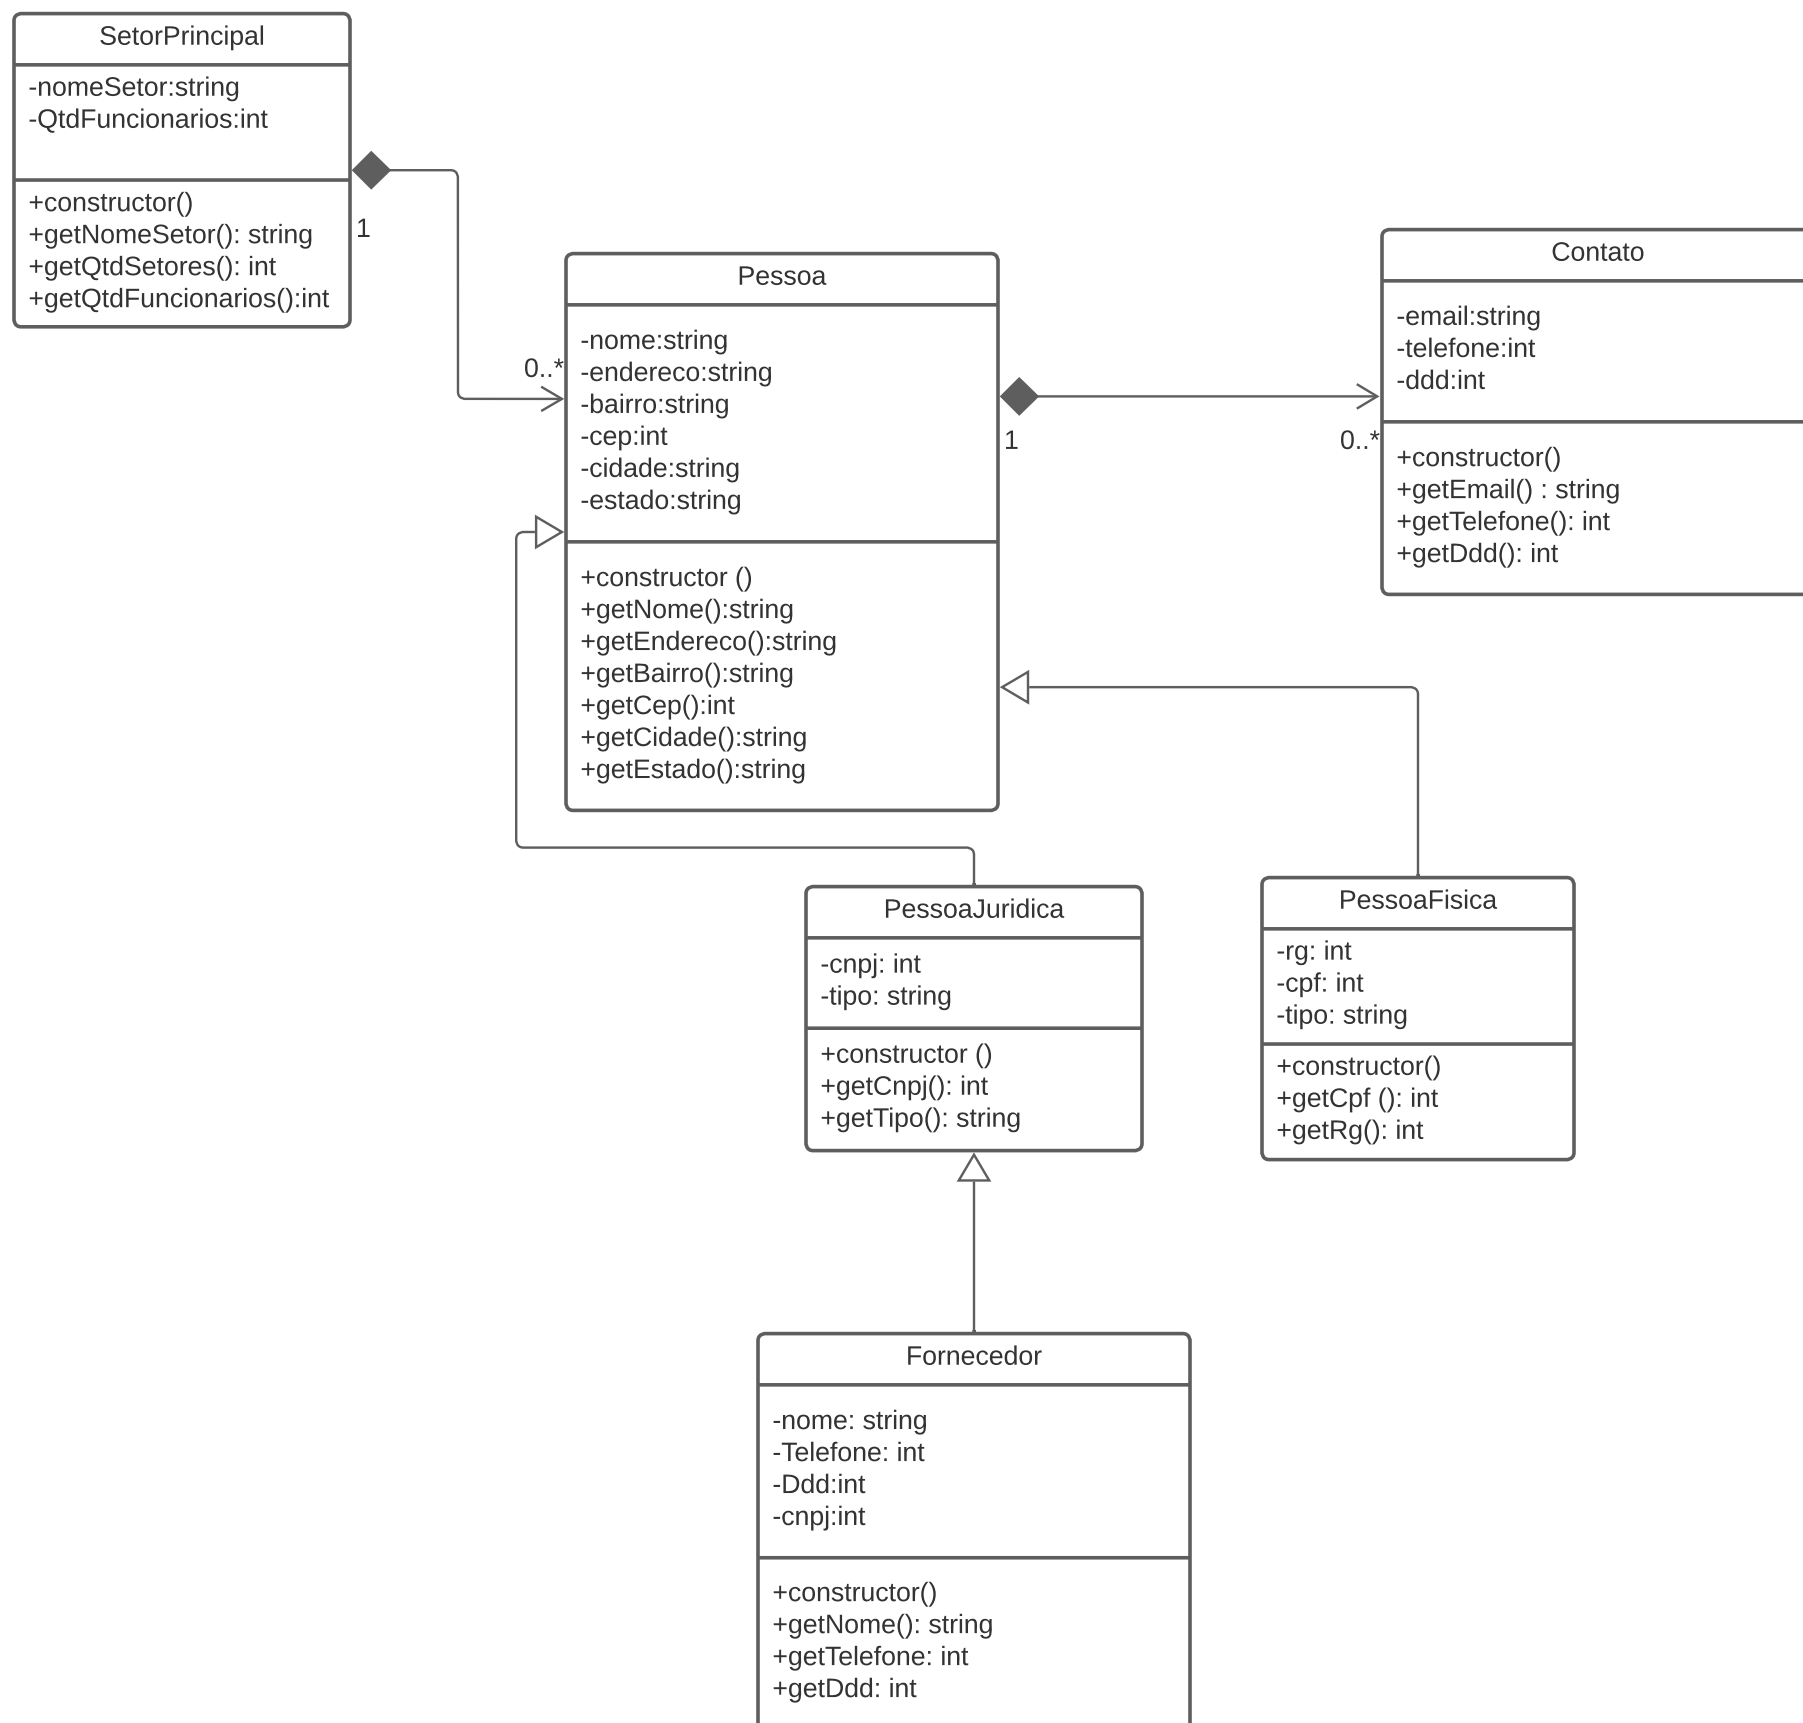 SetorPrincipal
-nomeSetor:string
-QtdFuncionarios:int
+constructor()
+getNomeSetor(): string
+getQtdSetores(): int
+getQtdFuncionarios():int
1
0..*
Pessoa
-nome:string
-endereco:string
-bairro:string
-cep:int
-cidade:string
-estado:string
+constructor ()
+getNome():string
+getEndereco():string
+getBairro():string
+getCep():int
+getCidade():string
+getEstado():string
1
0..*
Contato
-email:string
-telefone:int
-ddd:int
+constructor()
+getEmail() : string
+getTelefone(): int
+getDdd(): int
PessoaJuridica
-cnpj: int
-tipo: string
+constructor ()
+getCnpj(): int
+getTipo(): string
PessoaFisica
-rg: int
-cpf: int
-tipo: string
+constructor()
+getCpf (): int
+getRg(): int
Fornecedor
-nome: string
-Telefone: int
-Ddd:int
-cnpj:int
+constructor()
+getNome(): string
+getTelefone: int
+getDdd: int